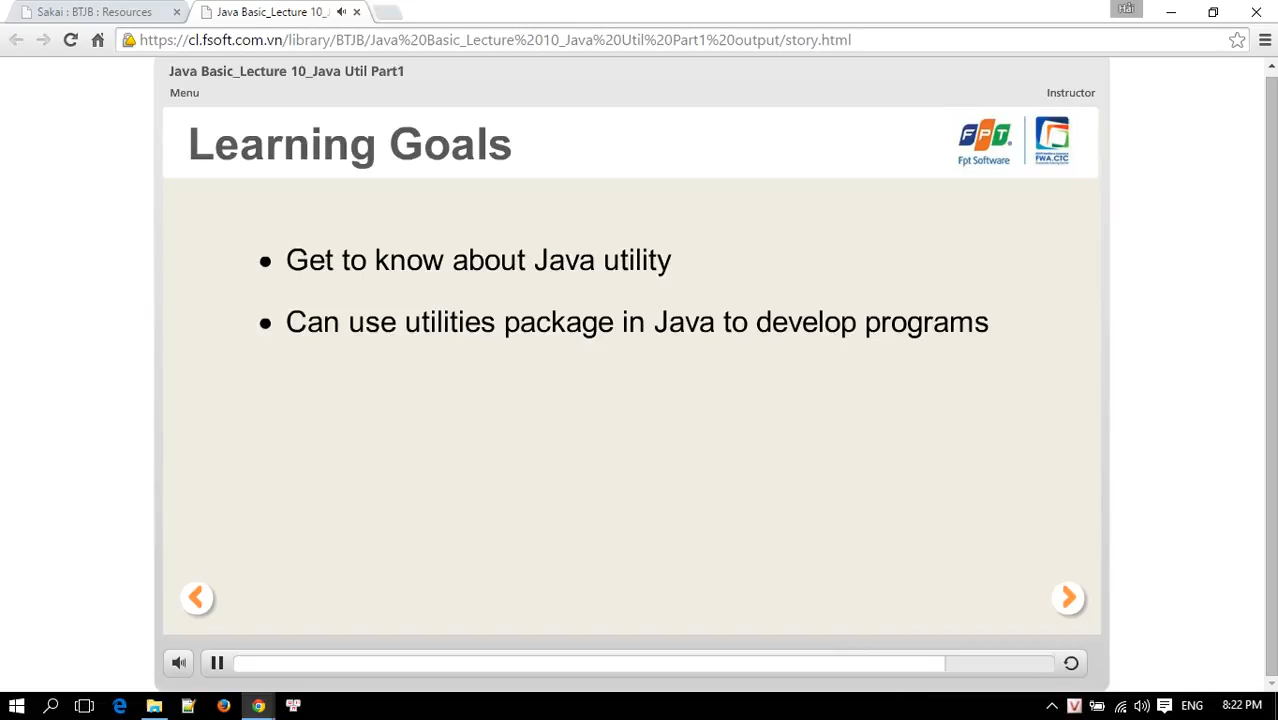 Sakai : BTJB : Resources
Java Basic_Lecture 10_J
Hải
https://cl.fsoft.com.vn/library/BTJB/Java%20Basic_Lecture%2010_Java%20Util%20Part1%20output/story.html
Java Basic_Lecture 10_Java Util Part1
Menu
Instructor
Learning Goals
FPT
Fpt Software
FWA.CTC
• Get to know about Java utility
• Can use utilities package in Java to develop programs
ENG
8:22 PM